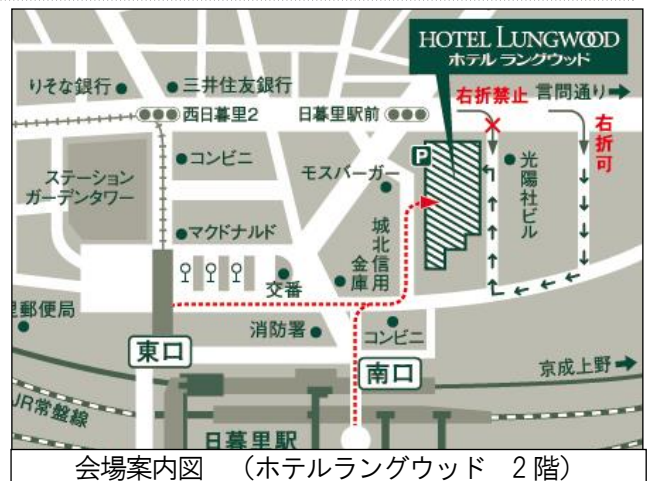 HOTEL LUNGWOOD
ホテル ラングウッド
りそな銀行
三井住友銀行
右折禁止
言問通り
西日暮里2
日暮里駅前
右折可
P
コンビニ
モスバーガー
光陽社ビル
ステーション
ガーデンタワー
マクドナルド
城北信用
金庫
交番
里郵便局
消防署
コンビニ
東口
南口
京成上野
JR常盤線
日暮里駅
会場案内図 (ホテルラングウッド 2階)